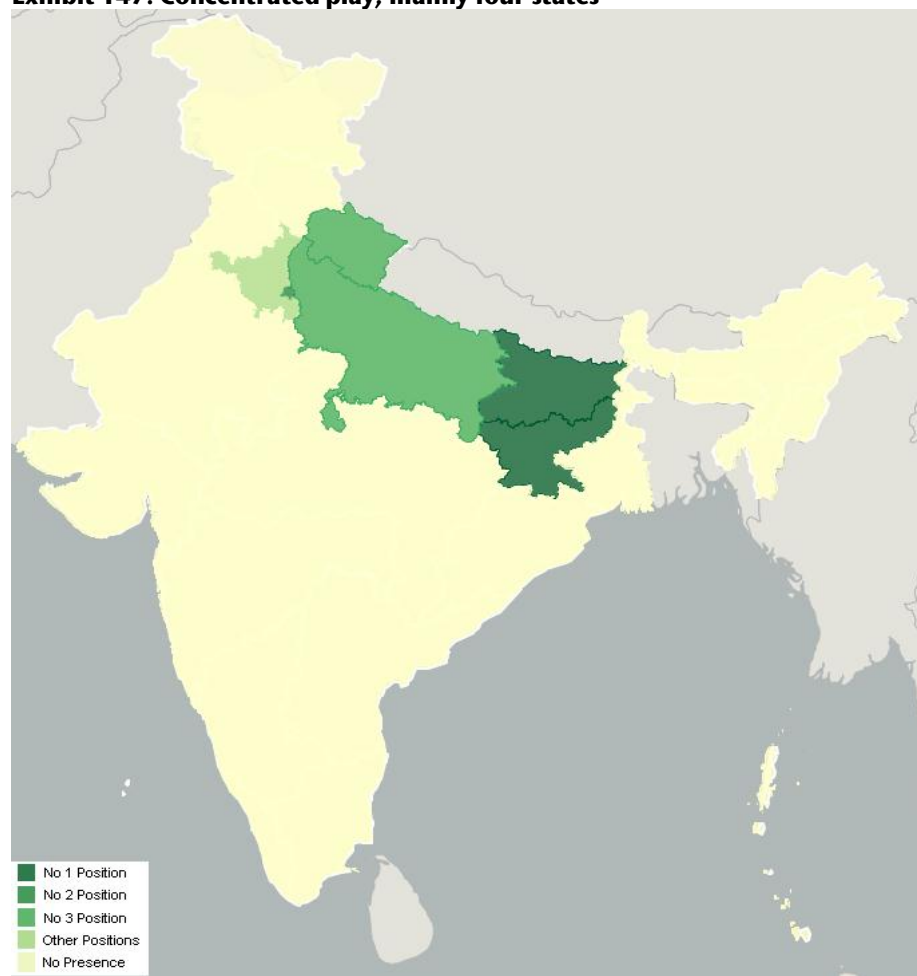 Exhibit 147: Concentrated play, mainly four states
No 1 Position
No 2 Position
No 3 Position
Other Positions
No Presence